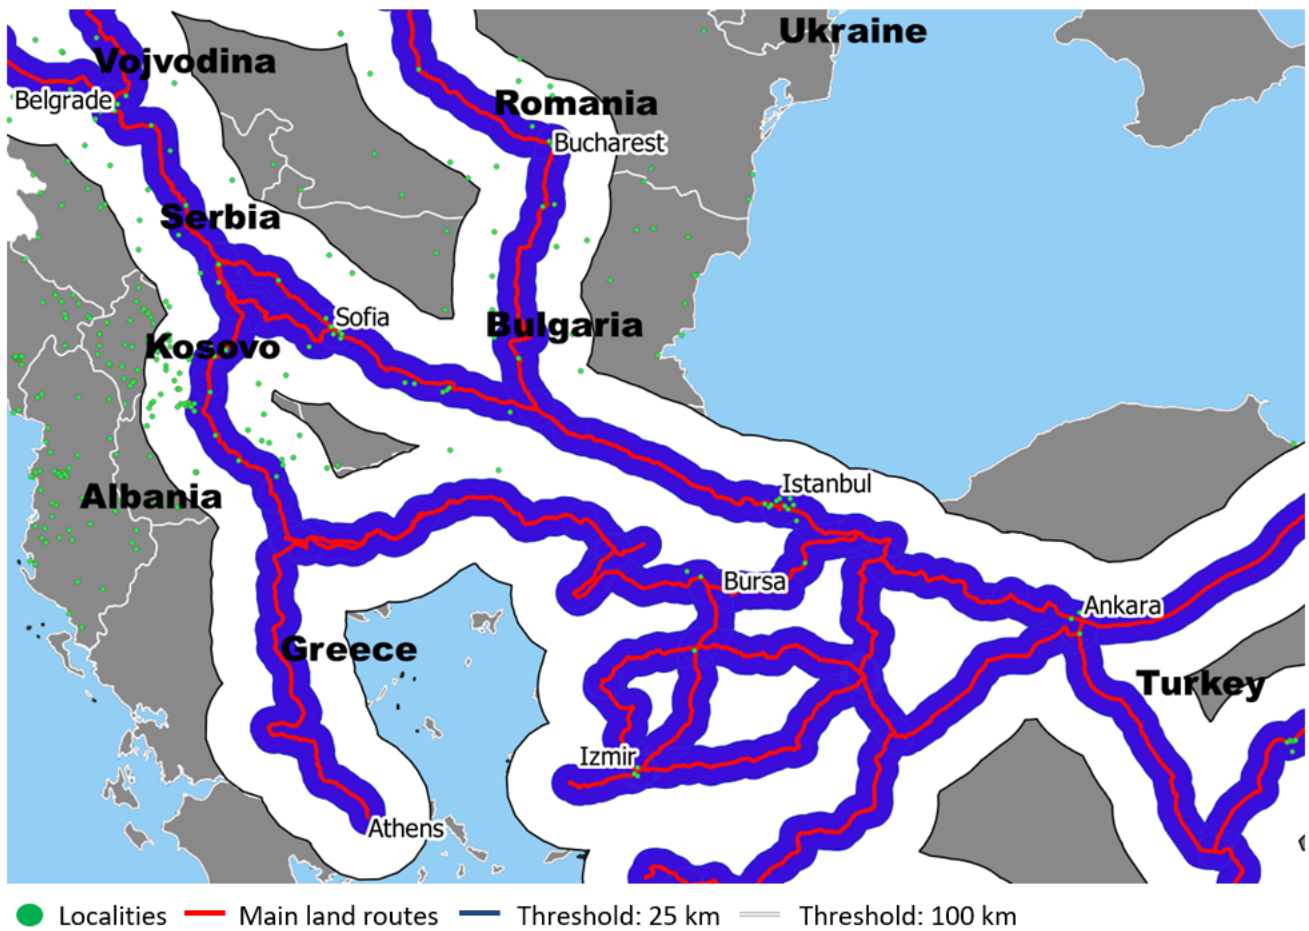 Ukraine
Vojvodina
Belgrade
Romania
Bucharest
Serbia
Sofia
Bulgaria
Kosovo
Istanbul
Albania
Bursa
Ankara
Greece
Turkey
Izmir
Athens
Localities Main land routes Threshold: 25 km Threshold: 100 km